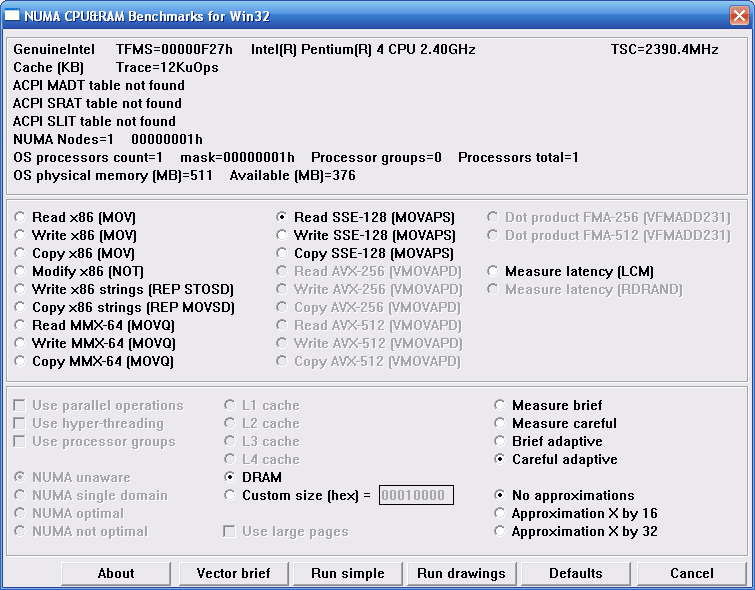 NUMA CPU&RAM Benchmarks for Win32
GenuineIntel TFMS=00000F27h Intel(R) Pentium(R) 4 CPU 2.40GHz TSC=2390.4MHz
Cache (KB) Trace=12KuOps
ACPI MADT table not found
ACPI SRAT table not found
ACPI SLIT table not found
NUMA Nodes=1 00000001h
OS processors count=1 mask=00000001h Processor groups=0 Processors total=1
OS physical memory (MB)=511 Available (MB)=376
Read x86 (MOV)
Write x86 (MOV)
Copy x86 (MOV)
Modify x86 (NOT)
Write x86 strings (REP STOSD)
Copy x86 strings (REP MOVSD)
Read MMX-64 (MOVQ)
Write MMX-64 (MOVQ)
Copy MMX-64 (MOVQ)
Read SSE-128 (MOVAPS)
Write SSE-128 (MOVAPS)
Copy SSE-128 (MOVAPS)
Read AVX-256 (VMOVAPD)
Write AVX-256 (VMOVAPD)
Copy AVX-256 (VMOVAPD)
Read AVX-512 (VMOVAPD)
Write AVX-512 (VMOVAPD)
Copy AVX-512 (VMOVAPD)
Dot product FMA-256 (VFMADD231)
Dot product FMA-512 (VFMADD231)
Measure latency (LCM)
Measure latency (RDRAND)
Use parallel operations
Use hyper-threading
Use processor groups
NUMA unaware
NUMA single domain
NUMA optimal
NUMA not optimal
L1 cache
L2 cache
L3 cache
L4 cache
DRAM
Custom size (hex) = 00010000
Use large pages
Measure brief
Measure careful
Brief adaptive
Careful adaptive
No approximations
Approximation X by 16
Approximation X by 32
About Vector brief Run simple Run drawings Defaults Cancel